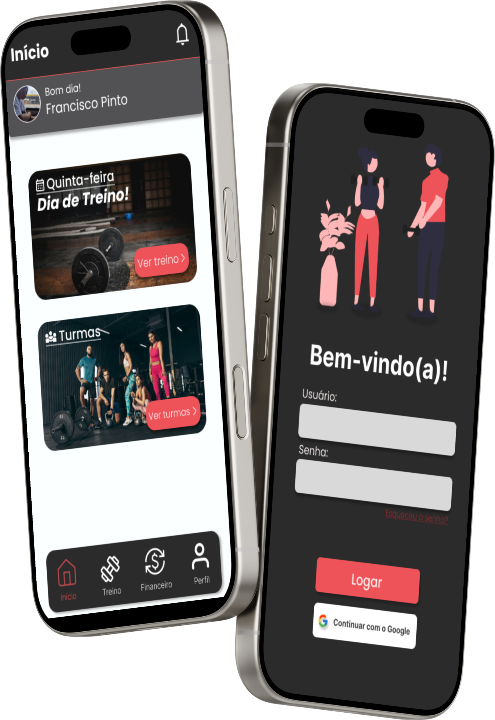 Início
Bom dia!
Francisco Pinto
Quinta-feira
Dia de Treino!
Ver treino
Turmas
Ver turmas
Início
Treino
Financeiro
Perfil
Bem-vindo(a)!
Usuário:
Senha:
Esqueceu a senha?
Logar
Continuar com o Google